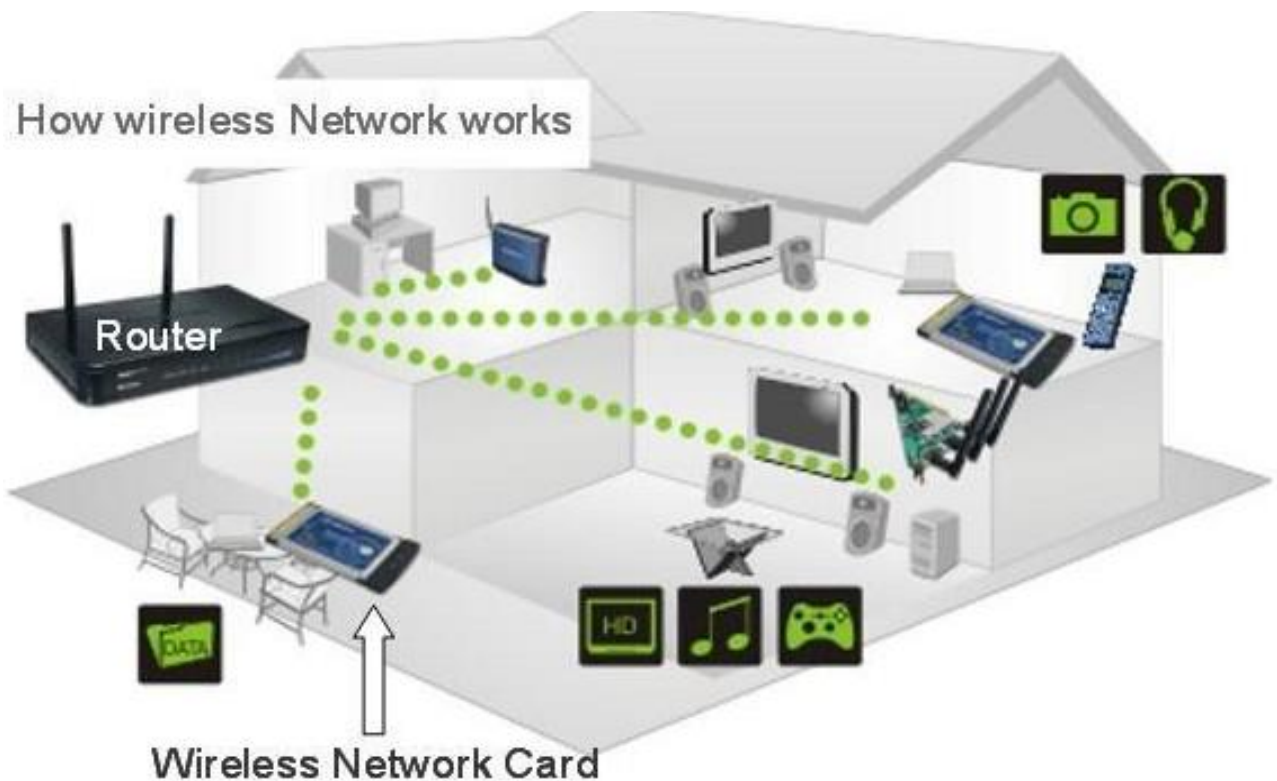 How wireless Network works
Router
HD
DATA
Wireless Network Card